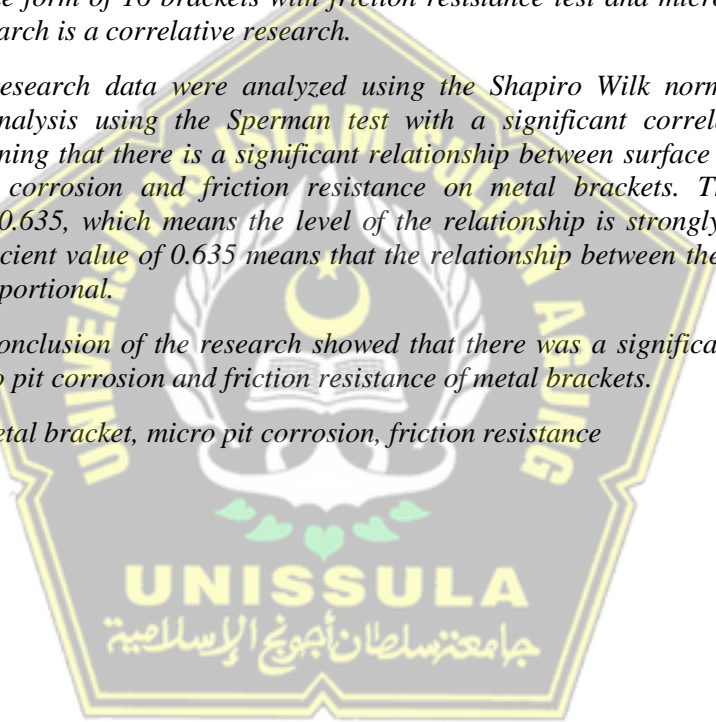 e form of 16 brackets with friction resistance test and micro
arch is a correlative research.
esearch data were analyzed using the Shapiro Wilk norm
nalysis using the Sperman test with a significant correl
ning that there is a significant relationship between surface
corrosion and friction resistance on metal brackets. T
0.635, which means the level of the relationship is strongly
cient value of 0.635 means that the relationship between the
portional.
onclusion of the research showed that there was a significa
o pit corrosion and friction resistance of metal brackets.
etal bracket, micro pit corrosion, friction resistance
UNIVERSITAS ISLAM SULTAN AGUNG
UNISSULA
جامعة سلطان أجونج الإسلامية